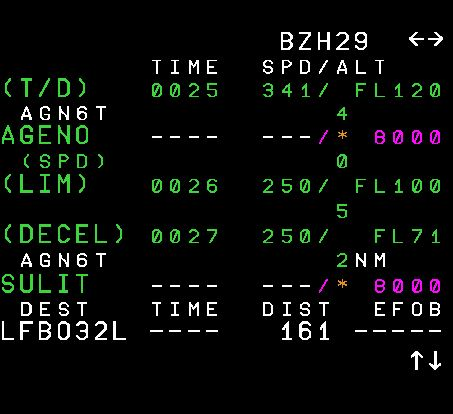 BZH29 ←→
TIME SPD/ALT
(T/D) 0025 341/ FL120
AGN6T 4
AGENO ---- ---/* 8000
(SPD) 0
(LIM) 0026 250/ FL100
5
(DECEL) 0027 250/ FL71
AGN6T 2NM
SULIT ---- ---/* 8000
DEST TIME DIST EFOB
LFBO32L ---- 161 -----
↑↓